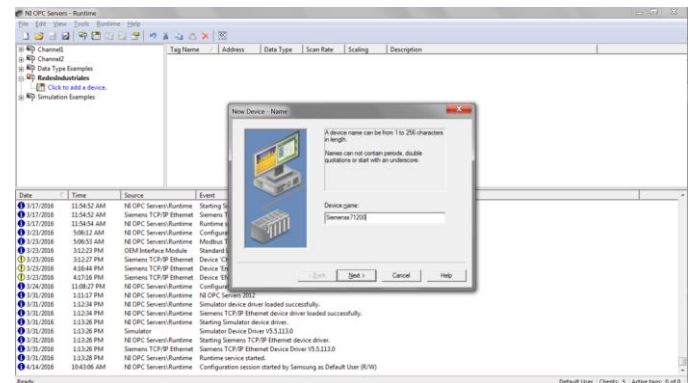 NI OPC Servers - Runtime
File Edit View Tools Runtime Help
Channel1
Channel2
Data Type Examples
RedesIndustriales
Click to add a device.
Simulation Examples
Tag Name Address Data Type Scan Rate Scaling Description
New Device - Name
A device name can be from 1 to 256 characters
in length.
Names can not contain periods, double
quotations or start with an underscore.
Device name:
Siemenss71200
< Back Next > Cancel Help
Date Time Source Event
3/17/2016 11:54:52 AM NI OPC Servers\Runtime Starting
3/17/2016 11:54:52 AM Siemens TCP/IP Ethernet Siemens T
3/17/2016 11:54:54 AM NI OPC Servers\Runtime Runtime s
3/23/2016 5:06:12 AM NI OPC Servers\Runtime Configura
3/23/2016 5:06:53 AM NI OPC Servers\Runtime Modbus T
3/23/2016 3:12:23 PM OEM Interface Module Standard
3/23/2016 3:12:27 PM Siemens TCP/IP Ethernet Device 'Ch
3/23/2016 4:16:44 PM Siemens TCP/IP Ethernet Device
3/23/2016 4:17:16 PM Siemens TCP/IP Ethernet Device
3/24/2016 11:08:27 PM NI OPC Servers\Runtime Configura
3/31/2016 1:11:17 PM NI OPC Servers\Runtime NI OPC Servers 2012
3/31/2016 1:12:34 PM NI OPC Servers\Runtime Simulator device driver loaded successfully.
3/31/2016 1:12:34 PM NI OPC Servers\Runtime Siemens TCP/IP Ethernet device driver loaded successfully.
3/31/2016 1:13:26 PM NI OPC Servers\Runtime Starting Simulator device driver.
3/31/2016 1:13:26 PM Simulator Simulator Device Driver V5.5.113.0
3/31/2016 1:13:26 PM NI OPC Servers\Runtime Starting Siemens TCP/IP Ethernet device driver.
3/31/2016 1:13:26 PM Siemens TCP/IP Ethernet Siemens TCP/IP Ethernet Device Driver V5.5.113.0
3/31/2016 1:13:28 PM NI OPC Servers\Runtime Runtime service started.
4/14/2016 10:43:06 AM NI OPC Servers\Runtime Configuration session started by Samsung as Default User (R/W)
Ready Default User Clients: 5 Active tags: 0 of 0